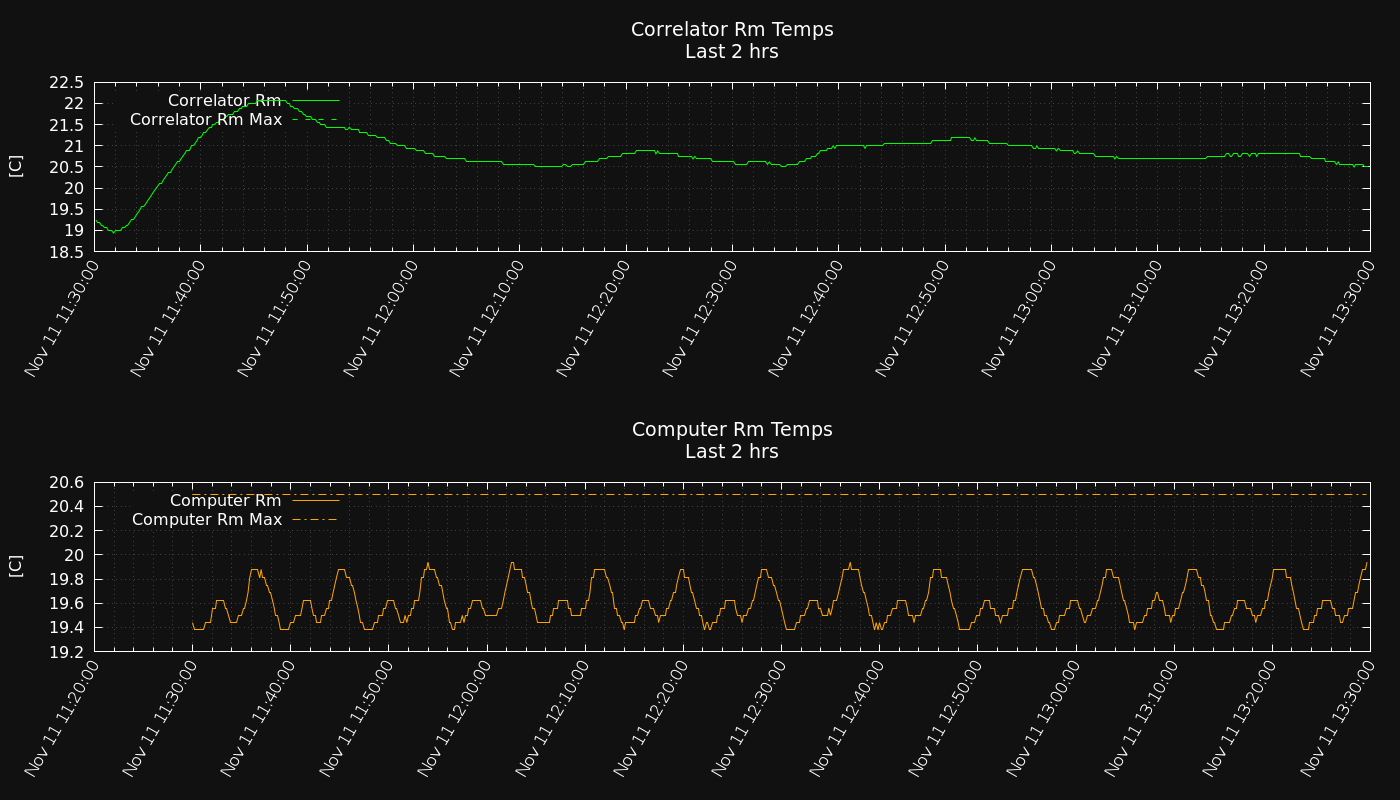 Correlator Rm Temps
Last 2 hrs
22.5
22
21.5
21
20.5
20
19.5
19
18.5
[C]
Correlator Rm
Correlator Rm Max
Nov 11 11:30:00
Nov 11 11:40:00
Nov 11 11:50:00
Nov 11 12:00:00
Nov 11 12:10:00
Nov 11 12:20:00
Nov 11 12:30:00
Nov 11 12:40:00
Nov 11 12:50:00
Nov 11 13:00:00
Nov 11 13:10:00
Nov 11 13:20:00
Nov 11 13:30:00
Computer Rm Temps
Last 2 hrs
20.6
20.4
20.2
20
19.8
19.6
19.4
19.2
[C]
Computer Rm
Computer Rm Max
Nov 11 11:20:00
Nov 11 11:30:00
Nov 11 11:40:00
Nov 11 11:50:00
Nov 11 12:00:00
Nov 11 12:10:00
Nov 11 12:20:00
Nov 11 12:30:00
Nov 11 12:40:00
Nov 11 12:50:00
Nov 11 13:00:00
Nov 11 13:10:00
Nov 11 13:20:00
Nov 11 13:30:00